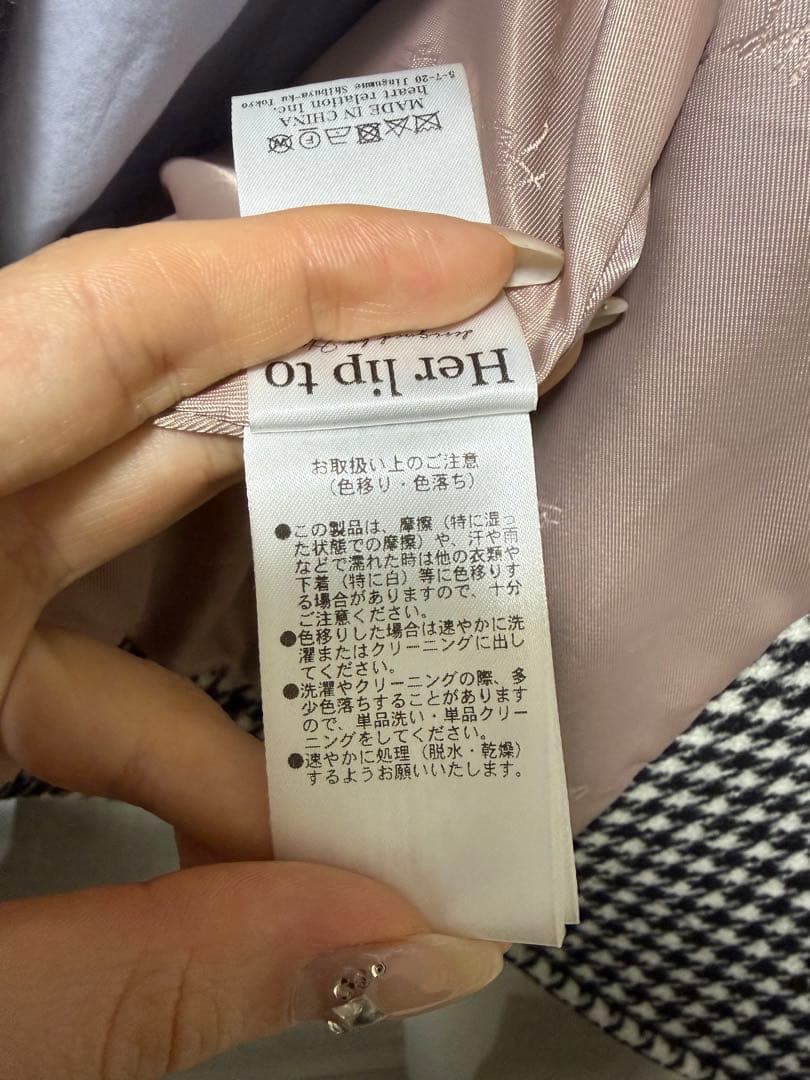 Her lip to
MADE IN CHINA
heart relation Inc.
5-7-20 Jingumae Shibuya-ku Tokyo
お取扱い上のご注意
(色移り・色落ち)
●この製品は、摩擦(特に湿っ
た状態での摩擦)や、汗や雨
などで濡れた時は他の衣類や
下着(特に白)等に色移りす
る場合がありますので、十分
ご注意ください。
●色移りした場合は速やかに洗
濯またはクリーニングに出し
てください。
●洗濯やクリーニングの際、多
少色落ちすることがあります
ので、単品洗い・単品クリー
ニングをしてください。
●速やかに処理(脱水・乾燥)
するようお願いいたします。